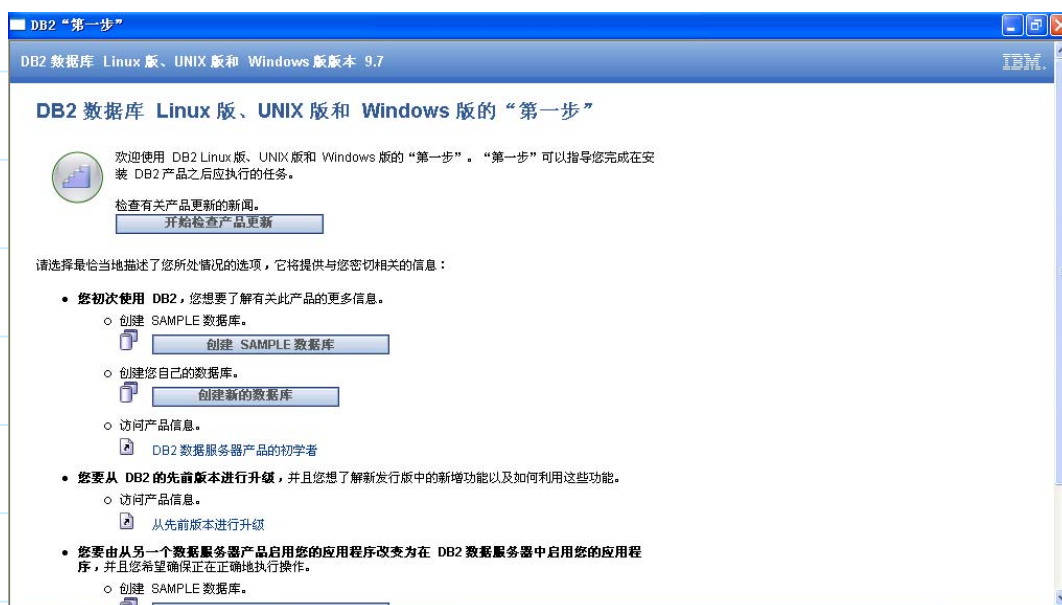 DB2“第一步”
DB2 数据库 Linux 版、UNIX 版和 Windows 版版本 9.7
IBM.
DB2 数据库 Linux 版、UNIX 版和 Windows 版的“第一步”
欢迎使用 DB2 Linux 版、UNIX 版和 Windows 版的“第一步”。“第一步”可以指导您完成在安
装 DB2 产品之后应执行的任务。
检查有关产品更新的新闻。
开始检查产品更新
请选择最恰当地描述了您所处情况的选项，它将提供与您密切相关的信息：
• 您初次使用 DB2，您想要了解有关此产品的更多信息。
○ 创建 SAMPLE 数据库。
创建 SAMPLE 数据库
○ 创建您自己的数据库。
创建新的数据库
○ 访问产品信息。
DB2 数据服务器产品的初学者
• 您要从 DB2 的先前版本进行升级，并且您想了解新发行版中的新增功能以及如何利用这些功能。
○ 访问产品信息。
从先前版本进行升级
• 您要由从另一个数据服务器产品启用您的应用程序改变为在 DB2 数据服务器中启用您的应用程
序，并且您希望确保正在正确地执行操作。
○ 创建 SAMPLE 数据库。